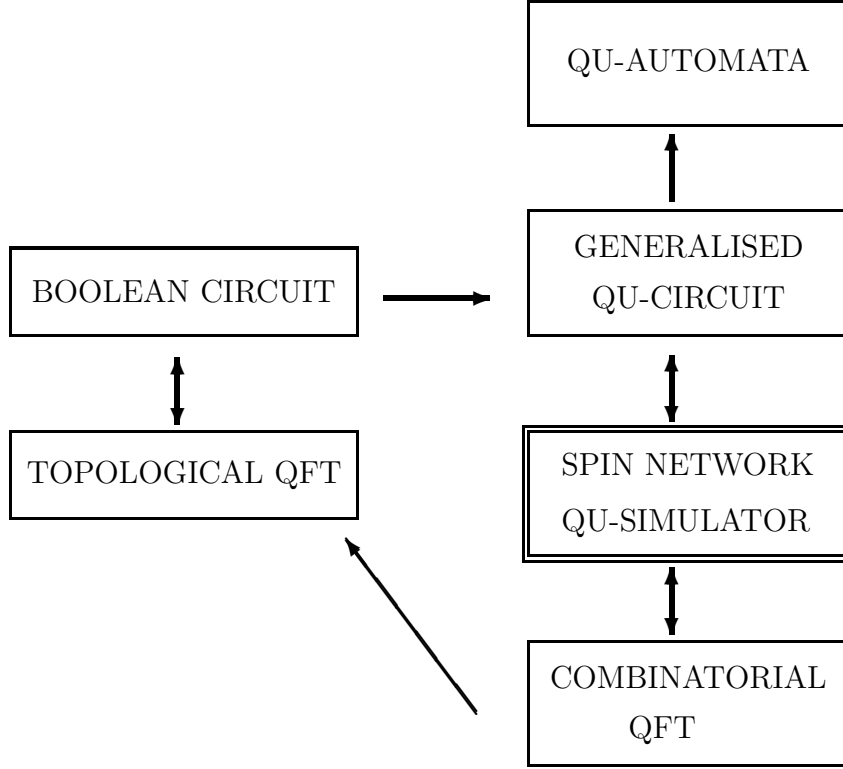 QU-AUTOMATA
GENERALISED
QU-CIRCUIT
BOOLEAN CIRCUIT
SPIN NETWORK
QU-SIMULATOR
TOPOLOGICAL QFT
COMBINATORIAL
QFT